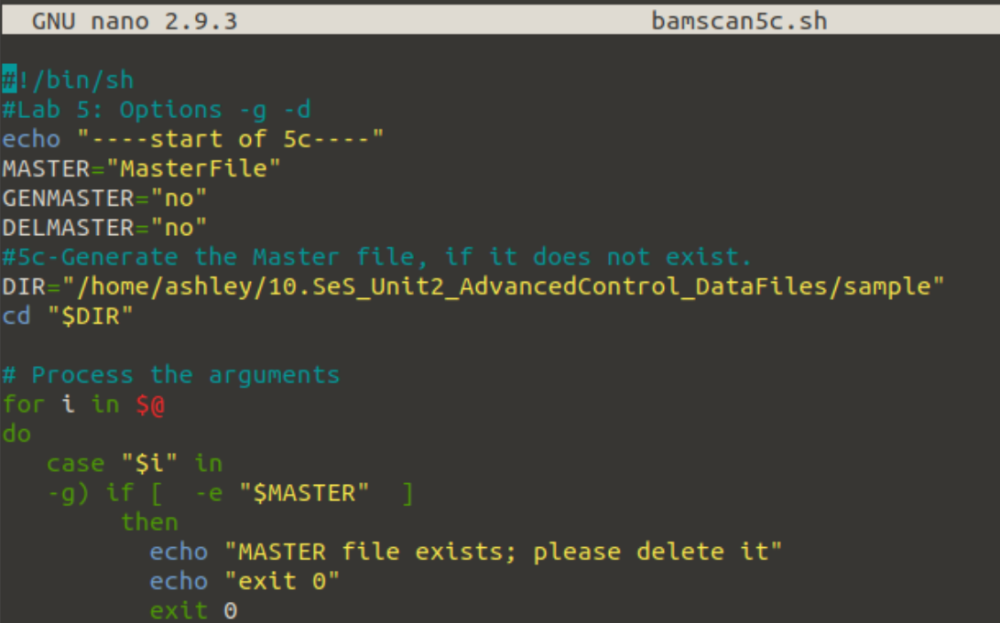 GNU nano 2.9.3 bamscan5c.sh
#!/bin/sh
#Lab 5: Options -g -d
echo "----start of 5c----"
MASTER="MasterFile"
GENMASTER="no"
DELMASTER="no"
#5c-Generate the Master file, if it does not exist.
DIR="/home/ashley/10.SeS_Unit2_AdvancedControl_DataFiles/sample"
cd "$DIR"
# Process the arguments
for i in $@
do
case "$i" in
-g) if [  -e "$MASTER"  ]
then
echo "MASTER file exists; please delete it"
echo "exit 0"
exit 0